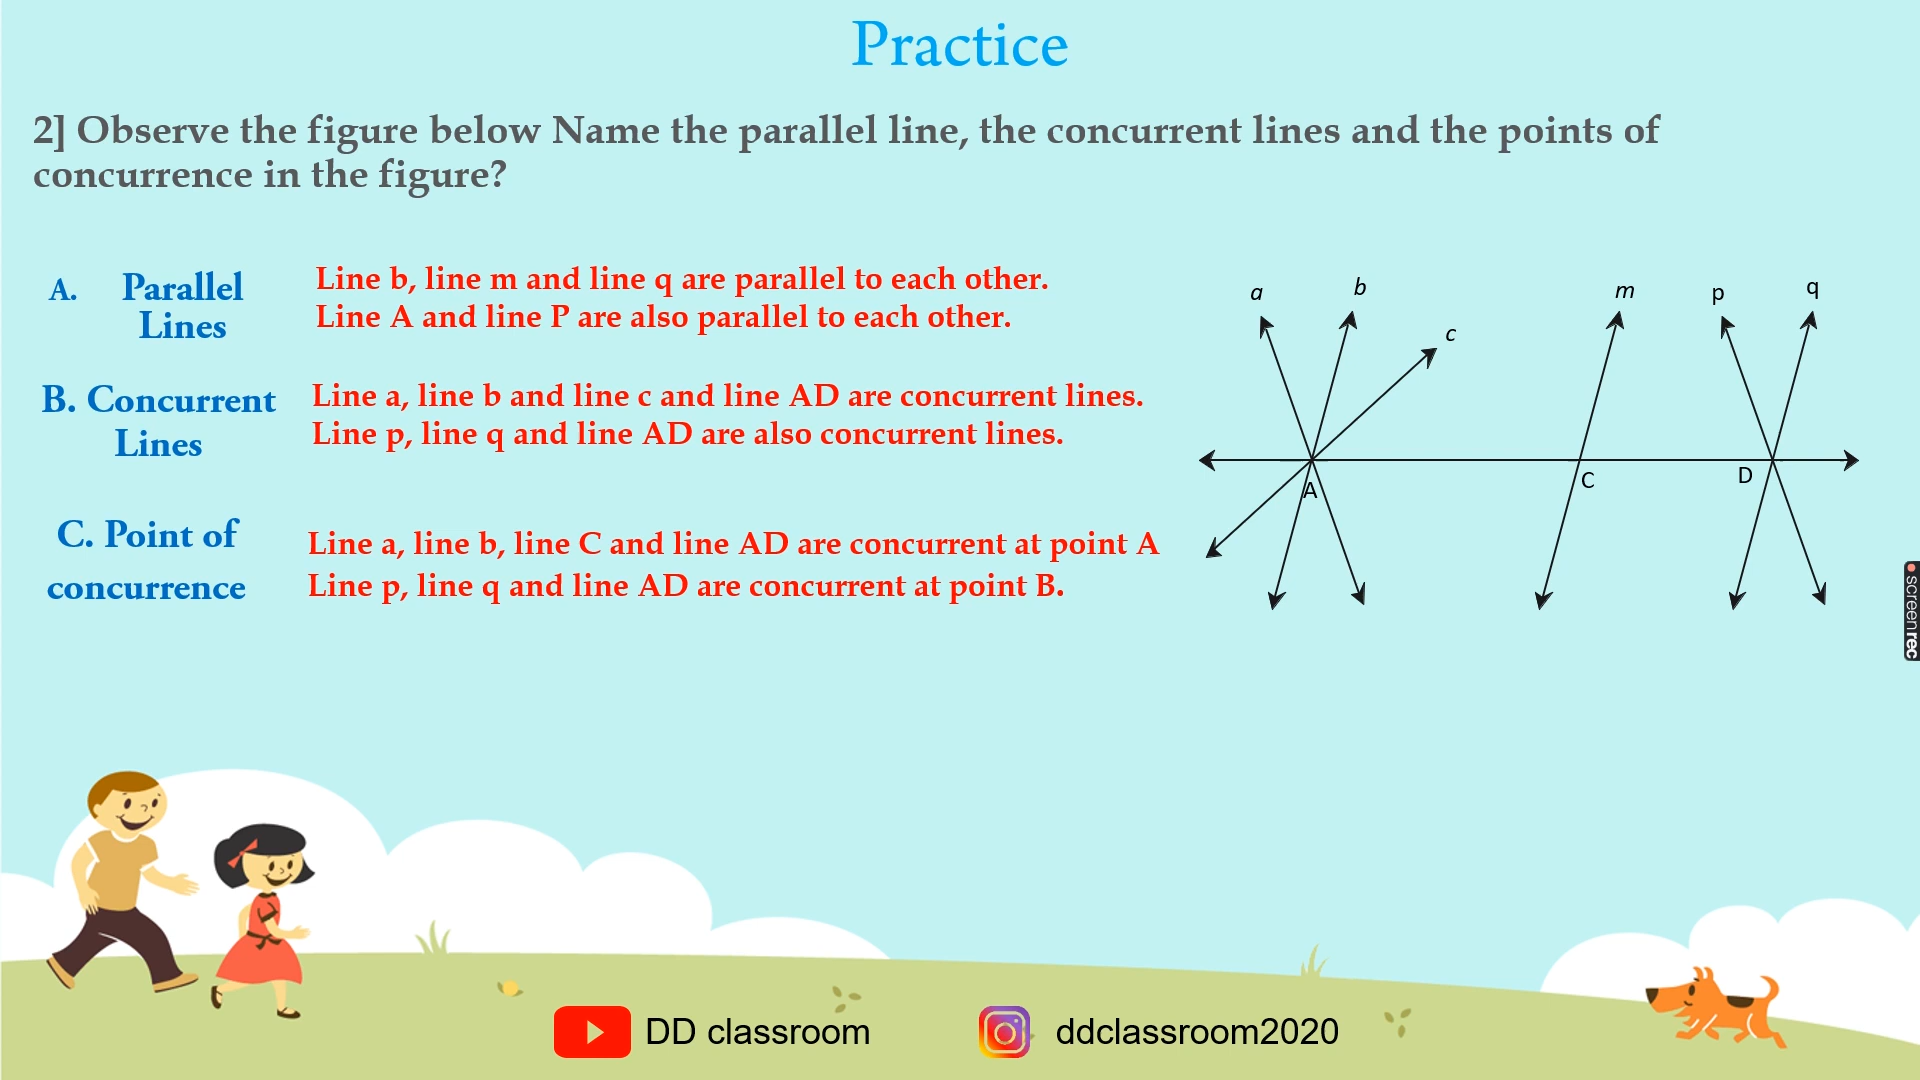 Practice
2] Observe the figure below Name the parallel line, the concurrent lines and the points of
concurrence in the figure?
A. Parallel
Lines
Line b, line m and line q are parallel to each other.
Line A and line P are also parallel to each other.
B. Concurrent
Lines
Line a, line b and line c and line AD are concurrent lines.
Line p, line q and line AD are also concurrent lines.
C. Point of
concurrence
Line a, line b, line C and line AD are concurrent at point A
Line p, line q and line AD are concurrent at point B.
a
b
c
m
p
q
A
C
D
screenrec
DD classroom
ddclassroom2020